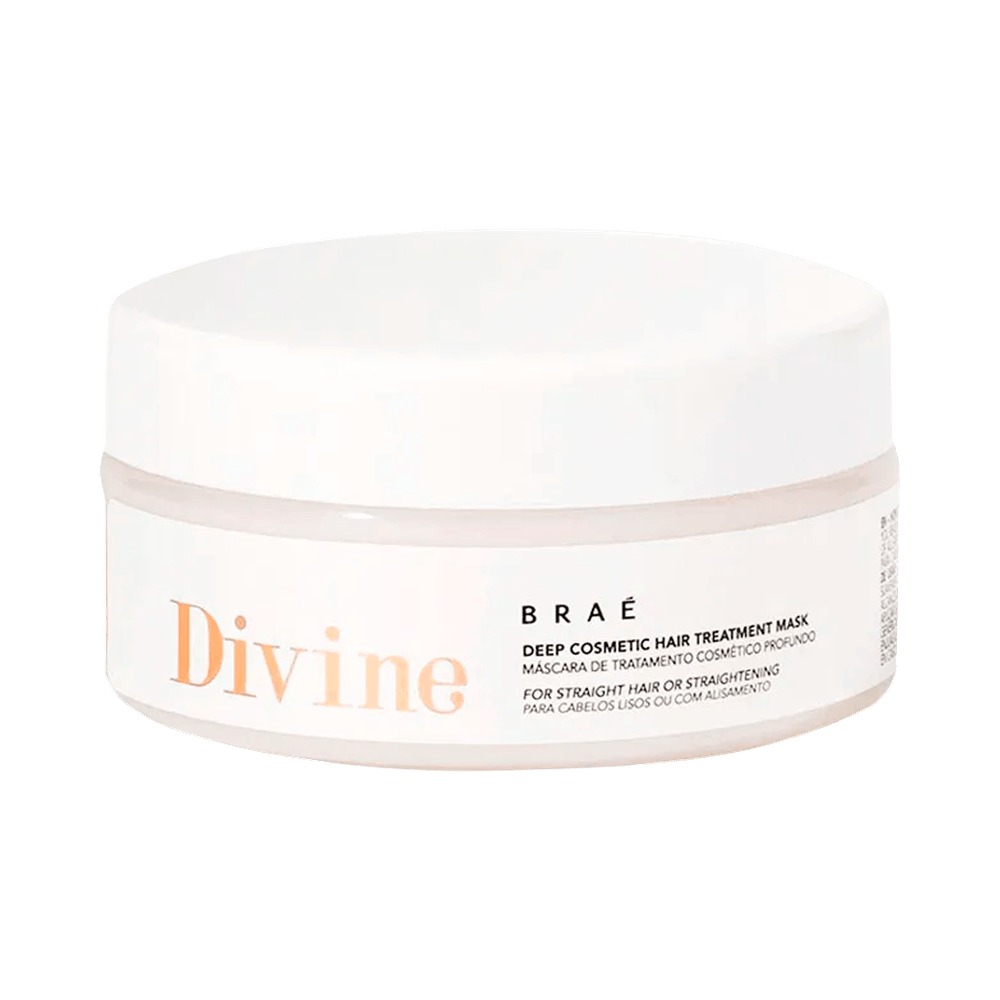 Divine
BRAÉ
DEEP COSMETIC HAIR TREATMENT MASK
MÁSCARA DE TRATAMENTO COSMÉTICO PROFUNDO
FOR STRAIGHT HAIR OR STRAIGHTENING
PARA CABELOS LISOS OU COM ALISAMENTO